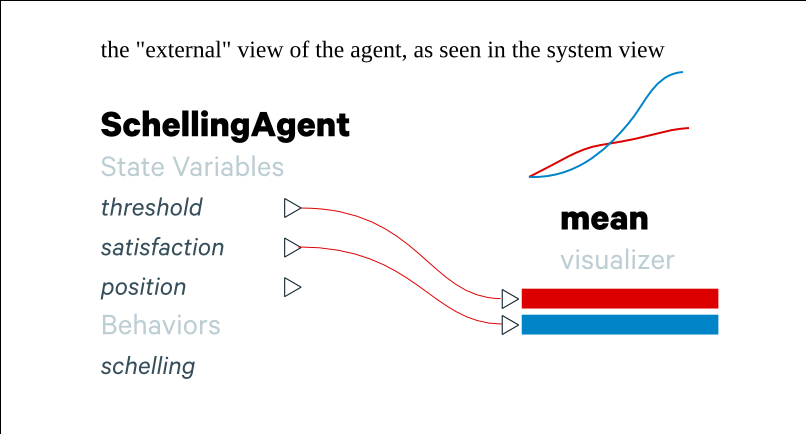 the "external" view of the agent, as seen in the system view
SchellingAgent
State Variables
threshold
satisfaction
position
Behaviors
schelling
mean
visualizer